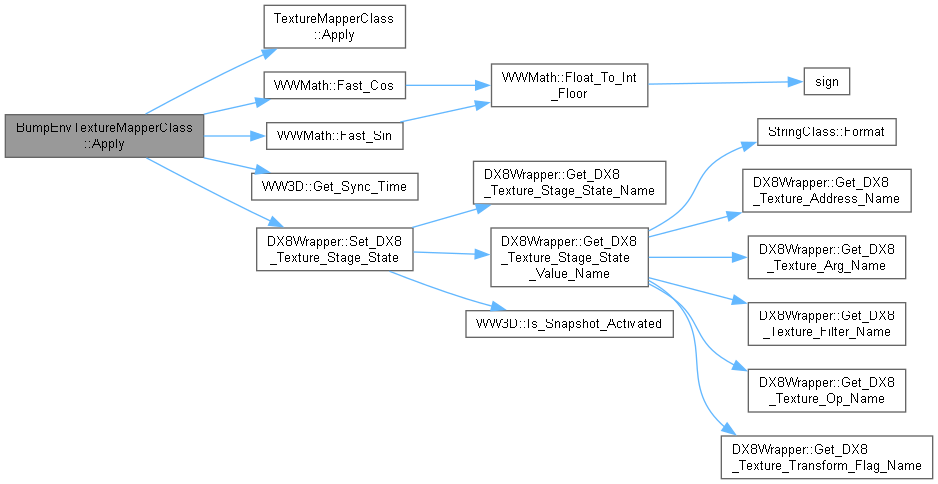 BumpEnvTextureMapperClass
::Apply
TextureMapperClass
::Apply
WWMath::Fast_Cos
WWMath::Fast_Sin
WW3D::Get_Sync_Time
DX8Wrapper::Set_DX8
_Texture_Stage_State
WWMath::Float_To_Int
_Floor
sign
DX8Wrapper::Get_DX8
_Texture_Stage_State_Name
DX8Wrapper::Get_DX8
_Texture_Stage_State
_Value_Name
WW3D::Is_Snapshot_Activated
StringClass::Format
DX8Wrapper::Get_DX8
_Texture_Address_Name
DX8Wrapper::Get_DX8
_Texture_Arg_Name
DX8Wrapper::Get_DX8
_Texture_Filter_Name
DX8Wrapper::Get_DX8
_Texture_Op_Name
DX8Wrapper::Get_DX8
_Texture_Transform_Flag_Name